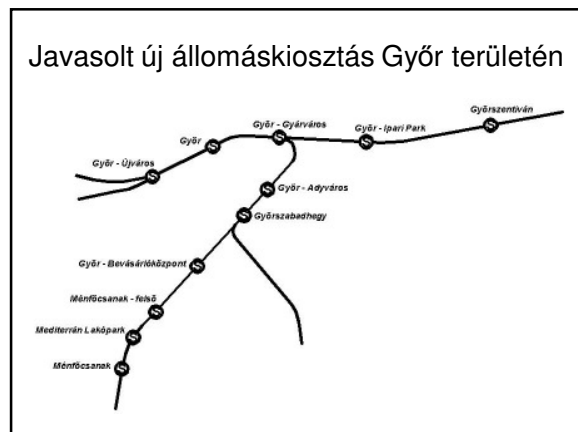 Javasolt új állomáskiosztás Győr területén
Győrszentiván
Győr - Gyárváros
Győr - Ipari Park
Győr
Győr - Újváros
Győr - Adyváros
Győrszabadhegy
Győr - Bevásárlóközpont
Ménfőcsanak - felső
Mediterrán Lakópark
Ménfőcsanak